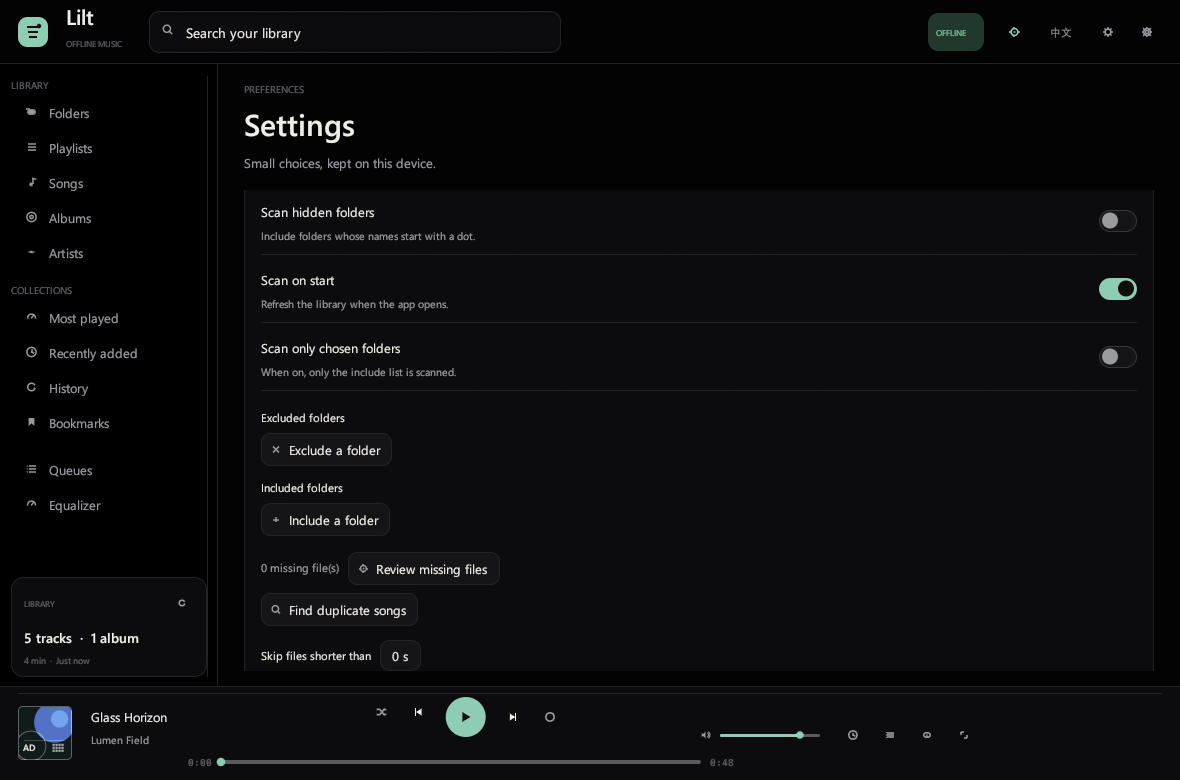 Lilt
OFFLINE MUSIC
Search your library
OFFLINE
中文
LIBRARY
Folders
Playlists
Songs
Albums
Artists
COLLECTIONS
Most played
Recently added
History
Bookmarks
Queues
Equalizer
LIBRARY
5 tracks · 1 album
4 min · Just now
PREFERENCES
Settings
Small choices, kept on this device.
Scan hidden folders
Include folders whose names start with a dot.
Scan on start
Refresh the library when the app opens.
Scan only chosen folders
When on, only the include list is scanned.
Excluded folders
Exclude a folder
Included folders
Include a folder
0 missing file(s) Review missing files
Find duplicate songs
Skip files shorter than 0 s
AD
Glass Horizon
Lumen Field
0:00
0:48